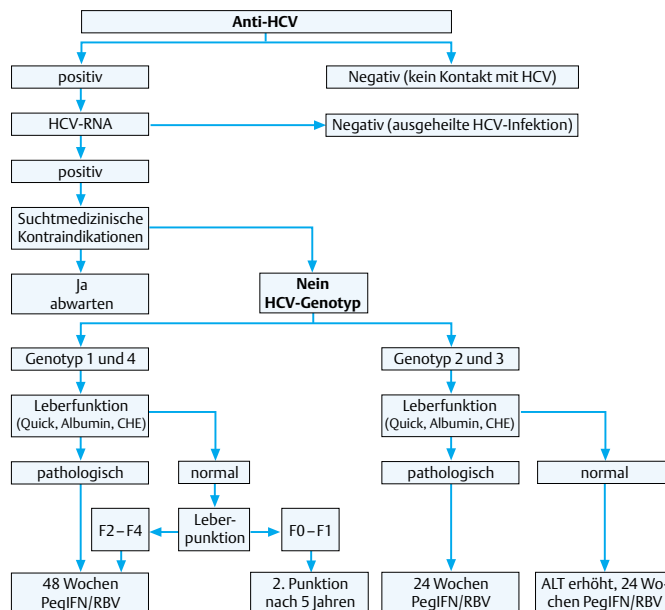 Anti-HCV
positiv
Negativ (kein Kontakt mit HCV)
HCV-RNA
Negativ (ausgeheilte HCV-Infektion)
positiv
Suchtmedizinische
Kontraindikationen
Ja
abwarten
Nein
HCV-Genotyp
Genotyp 1 und 4
Genotyp 2 und 3
Leberfunktion
(Quick, Albumin, CHE)
Leberfunktion
(Quick, Albumin, CHE)
pathologisch
normal
pathologisch
normal
F2–F4
Leber-
punktion
F0–F1
48 Wochen
PegIFN/RBV
2. Punktion
nach 5 Jahren
24 Wochen
PegIFN/RBV
ALT erhöht, 24 Wo-
chen PegIFN/RBV